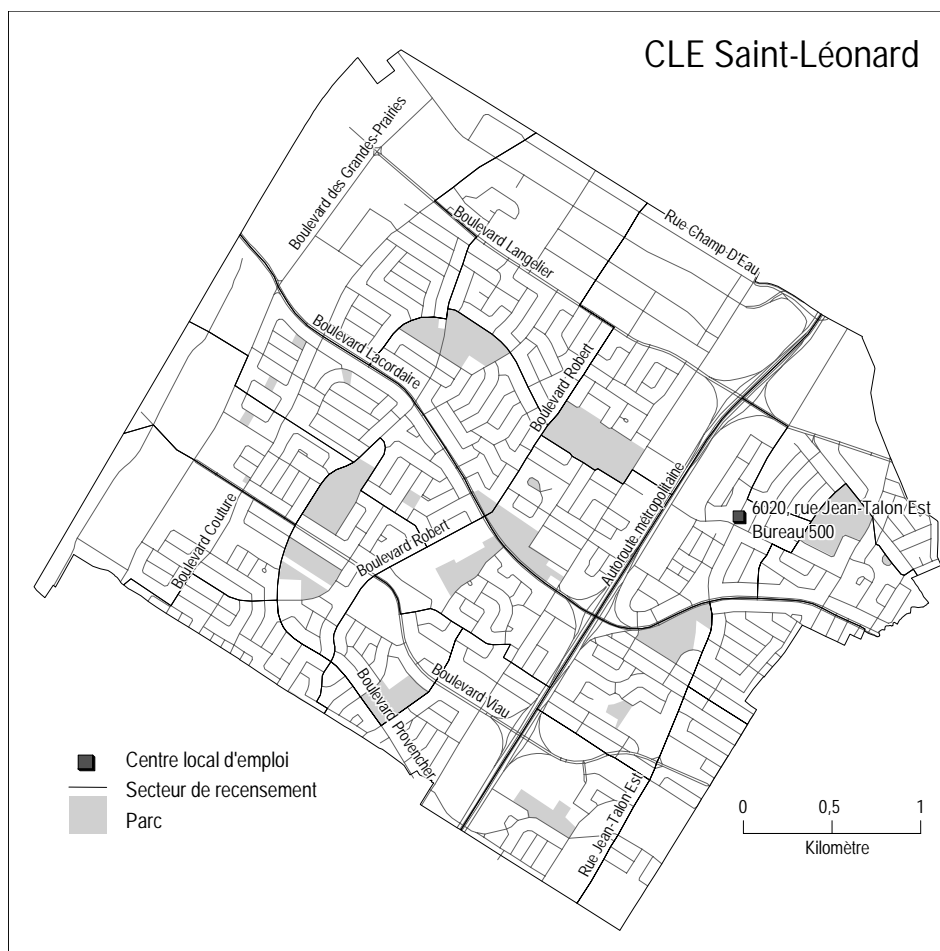 CLE Saint-Léonard
Boulevard des Grandes-Prairies
Rue Champ-D'Eau
Boulevard Langelier
Boulevard Lacordaire
Boulevard Robert
Autoroute métropolitaine
6020, rue Jean-Talon Est
Bureau 500
Boulevard Couture
Boulevard Robert
Boulevard Viau
Boulevard Provencher
Rue Jean-Talon Est
Centre local d'emploi
Secteur de recensement
Parc
0 0,5 1
Kilomètre